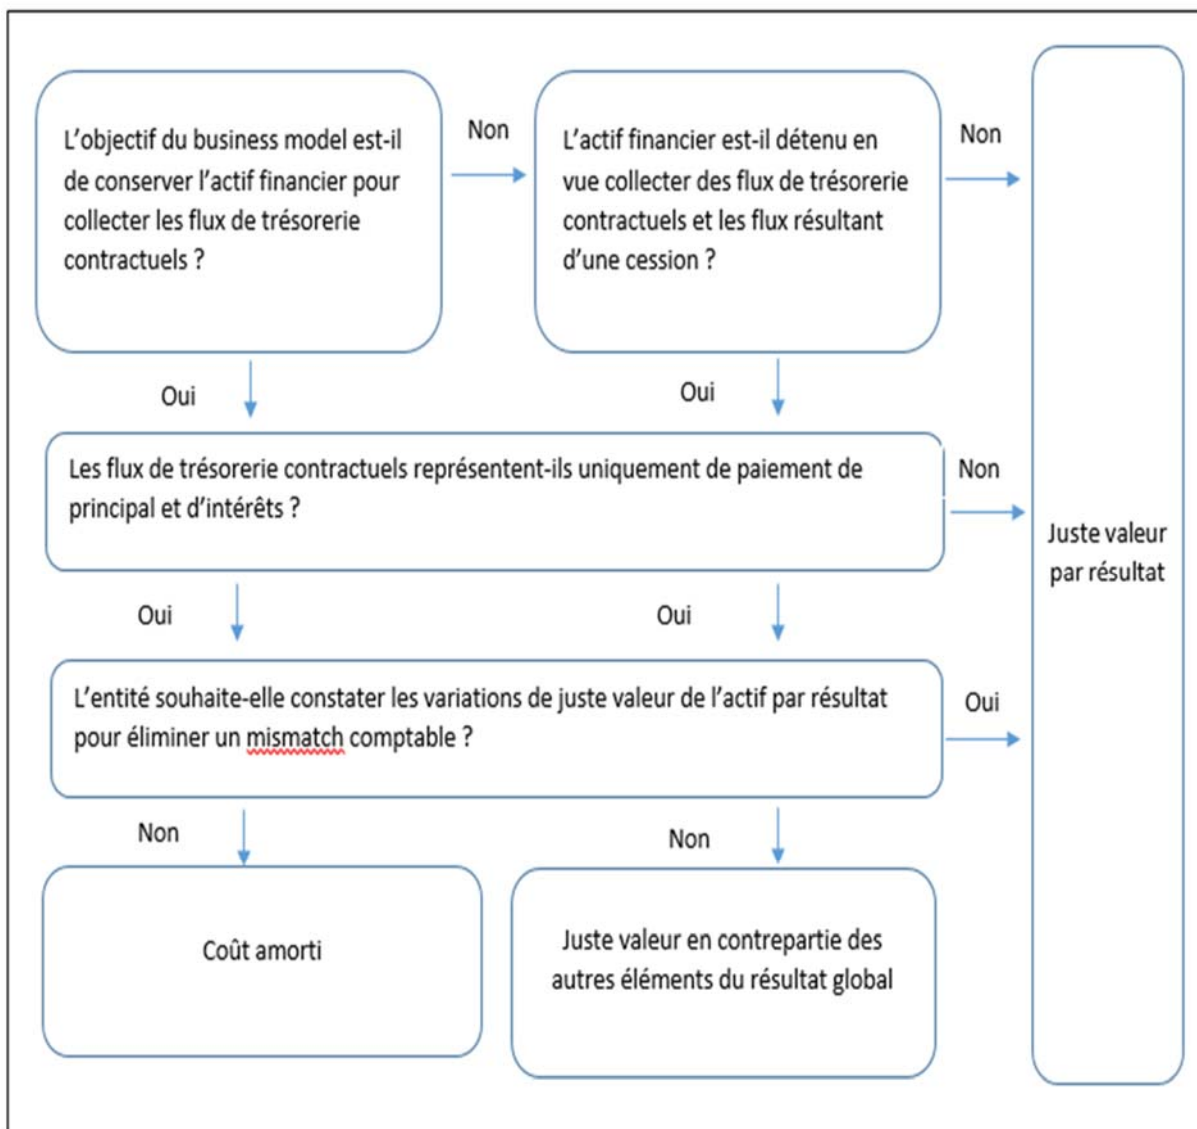 L'objectif du business model est-il
de conserver l'actif financier pour
collecter les flux de trésorerie
contractuels ?
Non
L'actif financier est-il détenu en
vue collecter des flux de trésorerie
contractuels et les flux résultant
d'une cession ?
Non
Oui
Oui
Les flux de trésorerie contractuels représentent-ils uniquement de paiement de
principal et d'intérêts ?
Non
Juste valeur
par résultat
Oui
Oui
L'entité souhaite-elle constater les variations de juste valeur de l'actif par résultat
pour éliminer un mismatch comptable ?
Oui
Non
Non
Coût amorti
Juste valeur en contrepartie des
autres éléments du résultat global